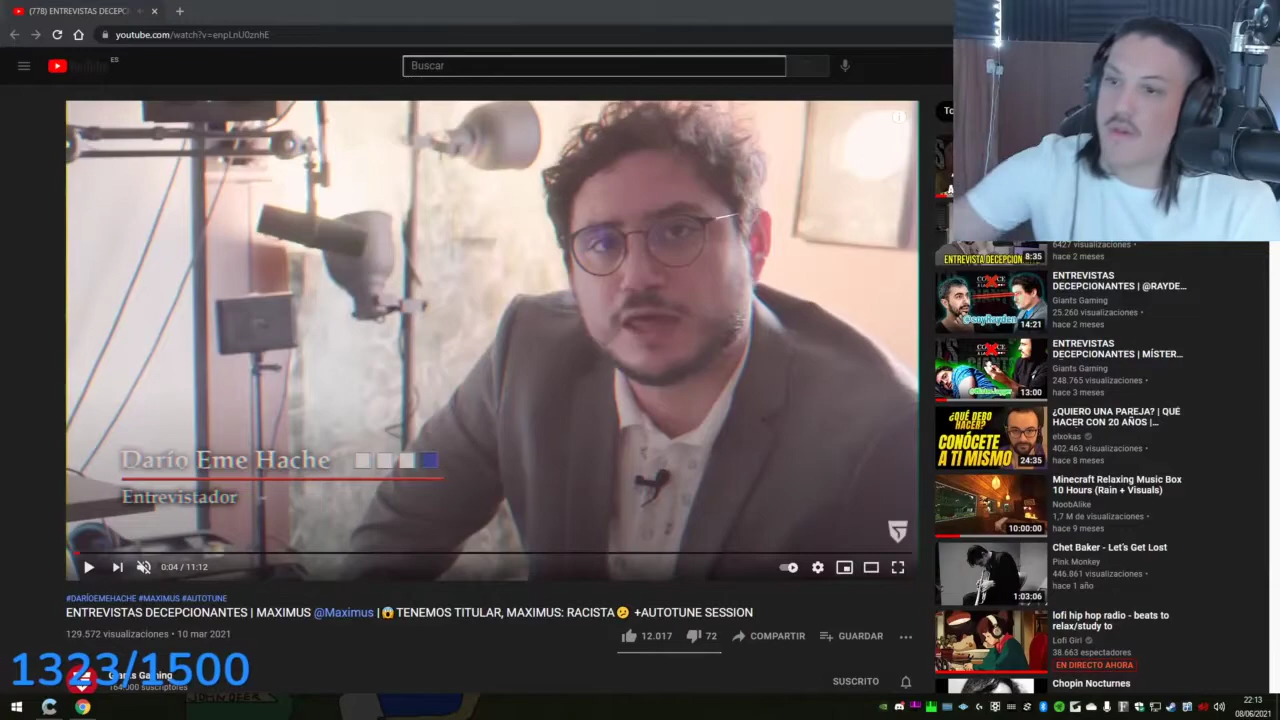 (778) ENTREVISTAS DECEPC
youtube.com/watch?v=enpLnU0znhE
ES
Buscar
Darío Eme Hache
Entrevistador
0:04 / 11:12
#DARÍOEMEHACHE #MAXIMUS #AUTOTUNE
ENTREVISTAS DECEPCIONANTES | MAXIMUS @Maximus |😱 TENEMOS TITULAR, MAXIMUS: RACISTA😕 +AUTOTUNE SESSION
129.572 visualizaciones • 10 mar 2021
12.017
72
COMPARTIR
GUARDAR
1323/1500
Giants Gaming
suscriptores
SUSCRITO
6427 visualizaciones •
hace 2 meses
ENTREVISTA DECEPCION
8:35
ENTREVISTAS
DECEPCIONANTES | @RAYDE...
Giants Gaming
25.260 visualizaciones •
hace 2 meses
@soyRayden
14:21
ENTREVISTAS
DECEPCIONANTES | MÍSTER...
Giants Gaming
248.765 visualizaciones •
hace 3 meses
13:00
¿QUIERO UNA PAREJA? | QUÉ
HACER CON 20 AÑOS |...
elxokas
402.463 visualizaciones •
hace 8 meses
¿QUÉ DEBO
HACER?
CONÓCETE
A TI MISMO
24:35
Minecraft Relaxing Music Box
10 Hours (Rain + Visuals)
NoobAlike
1,7 M de visualizaciones •
hace 9 meses
10:00:00
Chet Baker - Let's Get Lost
Pink Monkey
446.861 visualizaciones •
hace 1 año
1:03:06
lofi hip hop radio - beats to
relax/study to
Lofi Girl
38.663 espectadores
EN DIRECTO AHORA
Chopin Nocturnes
22:13
08/06/2021